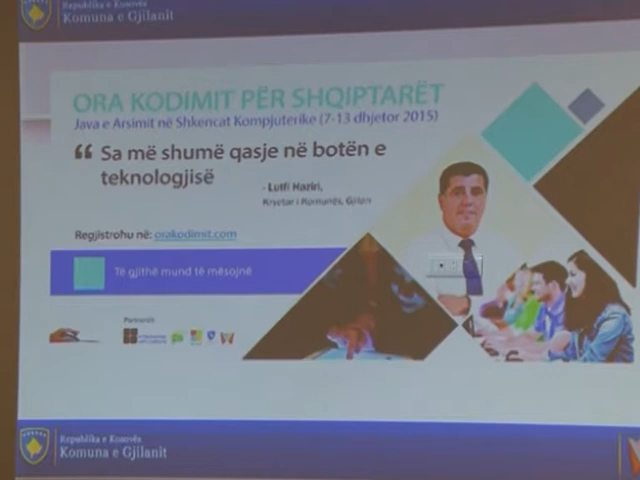 Republika e Kosovës
Komuna e Gjilanit
ORA KODIMIT PËR SHQIPTARËT
Java e Arsimit në Shkencat Kompjuterike (7-13 dhjetor 2015)
“ Sa më shumë qasje në botën e
teknologjisë
- Lutfi Haziri,
Kryetar i Komunës, Gjilan
Regjistrohu në: orakodimit.com
Të gjithë mund të mësojnë
Partnerët:
Republika e Kosovës
Komuna e Gjilanit